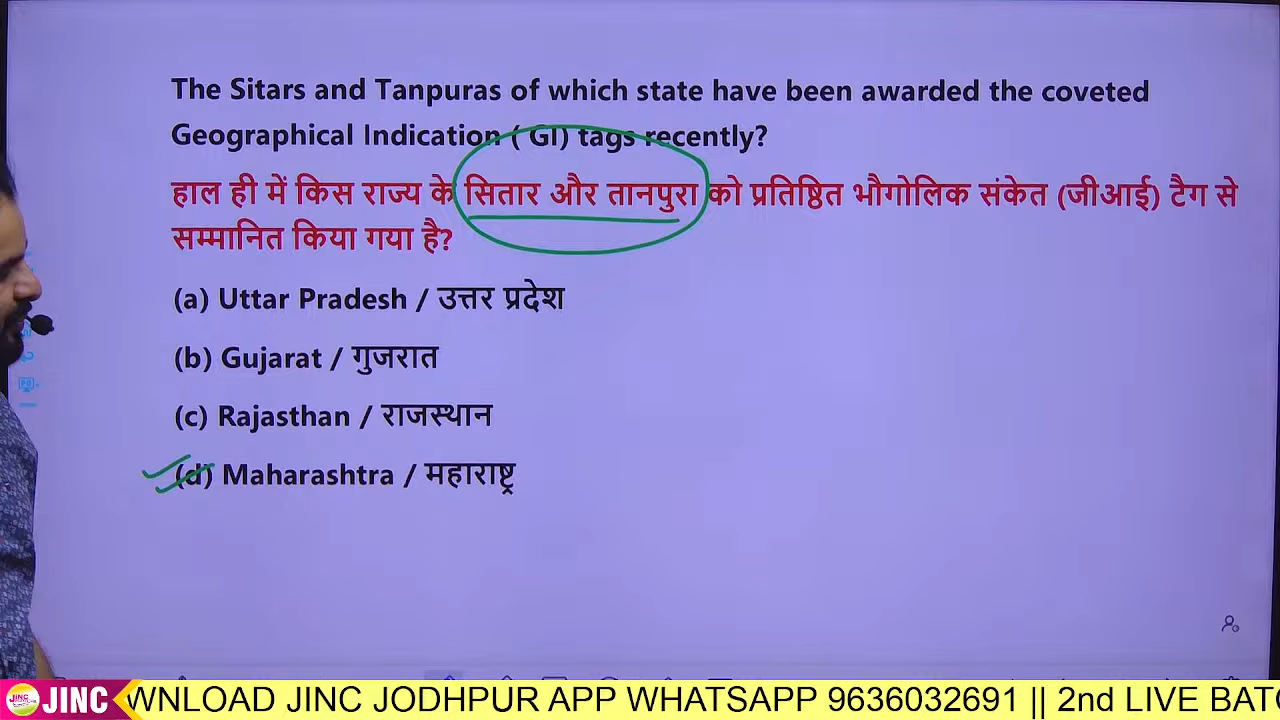 The Sitars and Tanpuras of which state have been awarded the coveted
Geographical Indication ( GI) tags recently?
हाल ही में किस राज्य के सितार और तानपुरा को प्रतिष्ठित भौगोलिक संकेत (जीआई) टैग से
सम्मानित किया गया है?
(a) Uttar Pradesh / उत्तर प्रदेश
(b) Gujarat / गुजरात
(c) Rajasthan / राजस्थान
(d) Maharashtra / महाराष्ट्र
JINC WNLOAD JINC JODHPUR APP WHATSAPP 9636032691 || 2nd LIVE BATC